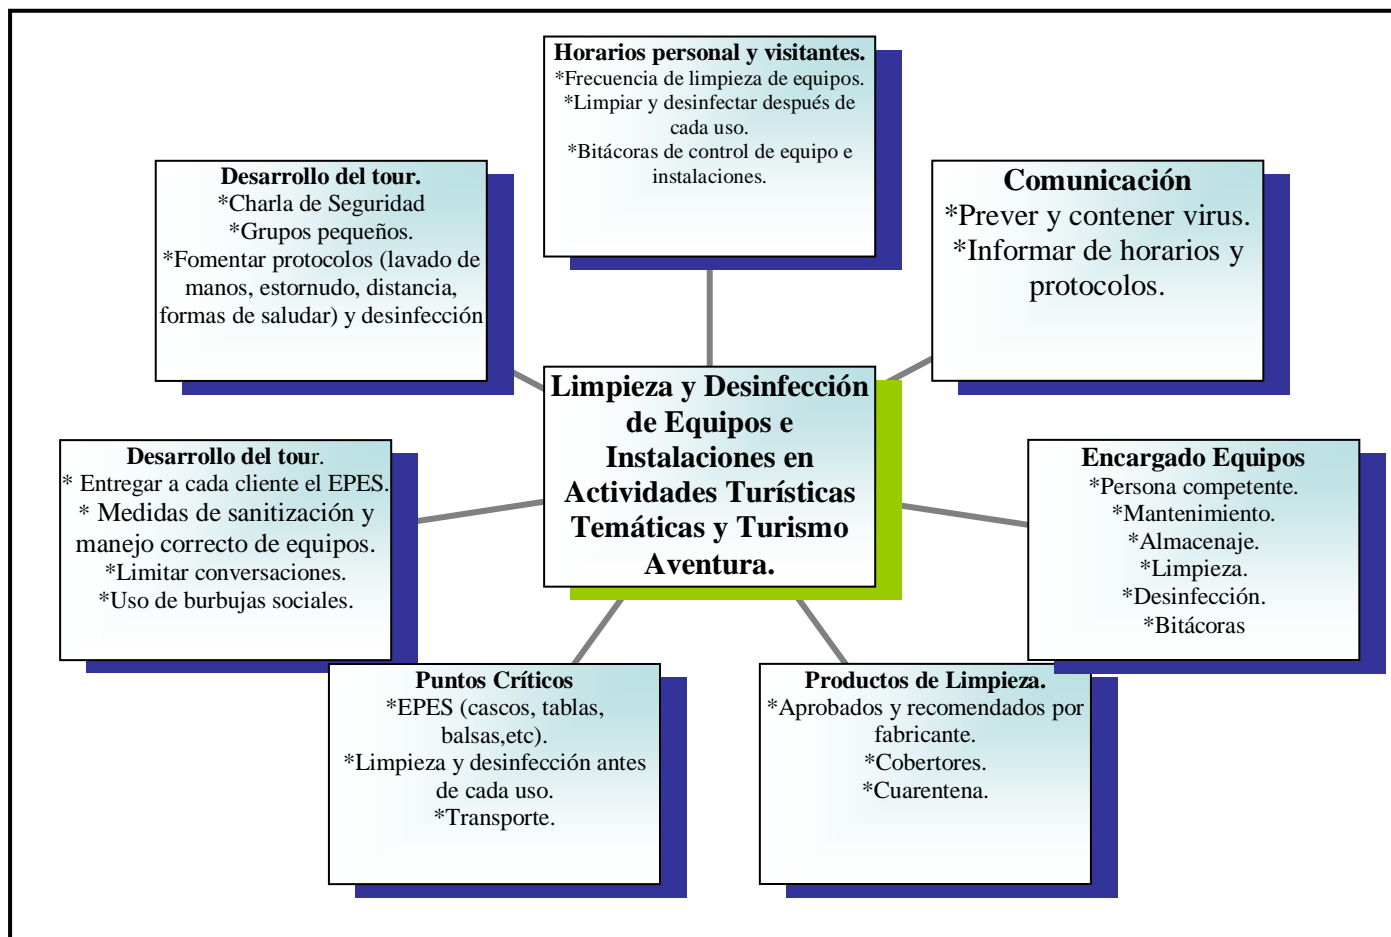 Horarios personal y visitantes.
*Frecuencia de limpieza de equipos.
*Limpiar y desinfectar después de
cada uso.
*Bitácoras de control de equipo e
instalaciones.
Desarrollo del tour.
*Charla de Seguridad
*Grupos pequeños.
*Fomentar protocolos (lavado de
manos, estornudo, distancia,
formas de saludar) y desinfección
Comunicación
*Prever y contener virus.
*Informar de horarios y
protocolos.
Limpieza y Desinfección
de Equipos e
Instalaciones en
Actividades Turísticas
Temáticas y Turismo
Aventura.
Desarrollo del tour.
* Entregar a cada cliente el EPES.
* Medidas de sanitización y
manejo correcto de equipos.
*Limitar conversaciones.
*Uso de burbujas sociales.
Encargado Equipos
*Persona competente.
*Mantenimiento.
*Almacenaje.
*Limpieza.
*Desinfección.
*Bitácoras
Puntos Críticos
*EPES (cascos, tablas,
balsas,etc).
*Limpieza y desinfección antes
de cada uso.
*Transporte.
Productos de Limpieza.
*Aprobados y recomendados por
fabricante.
*Cobertores.
*Cuarentena.